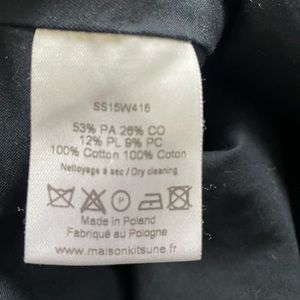 SS15W416
53% PA 26% CO
12% PL 9% PC
100% Cotton 100% Coton
Nettoyage à sec / Dry cleaning
P
Made in Poland
Fabriqué au Pologne
www.maisonkitsune.fr